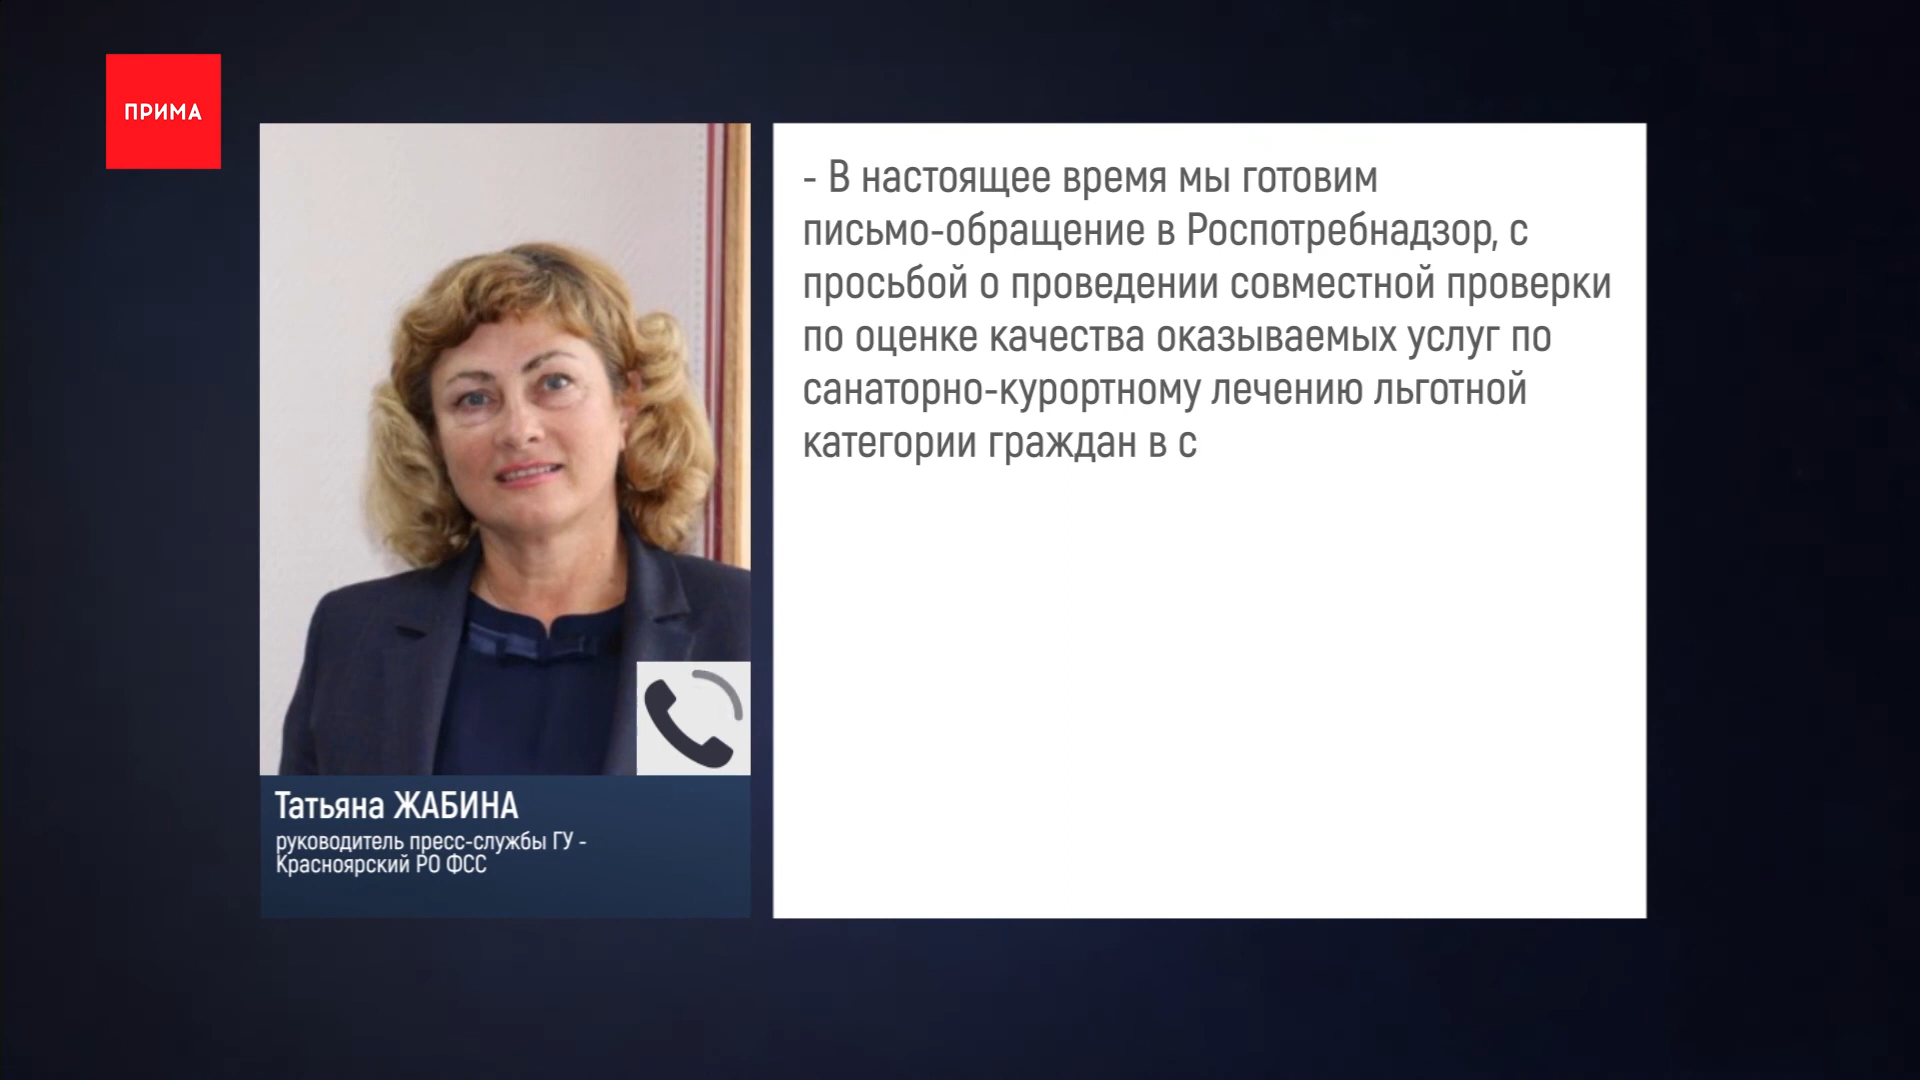 ПРИМА
- В настоящее время мы готовим
письмо-обращение в Роспотребнадзор, с
просьбой о проведении совместной проверки
по оценке качества оказываемых услуг по
санаторно-курортному лечению льготной
категории граждан в с
Татьяна ЖАБИНА
руководитель пресс-службы ГУ -
Красноярский РО ФСС